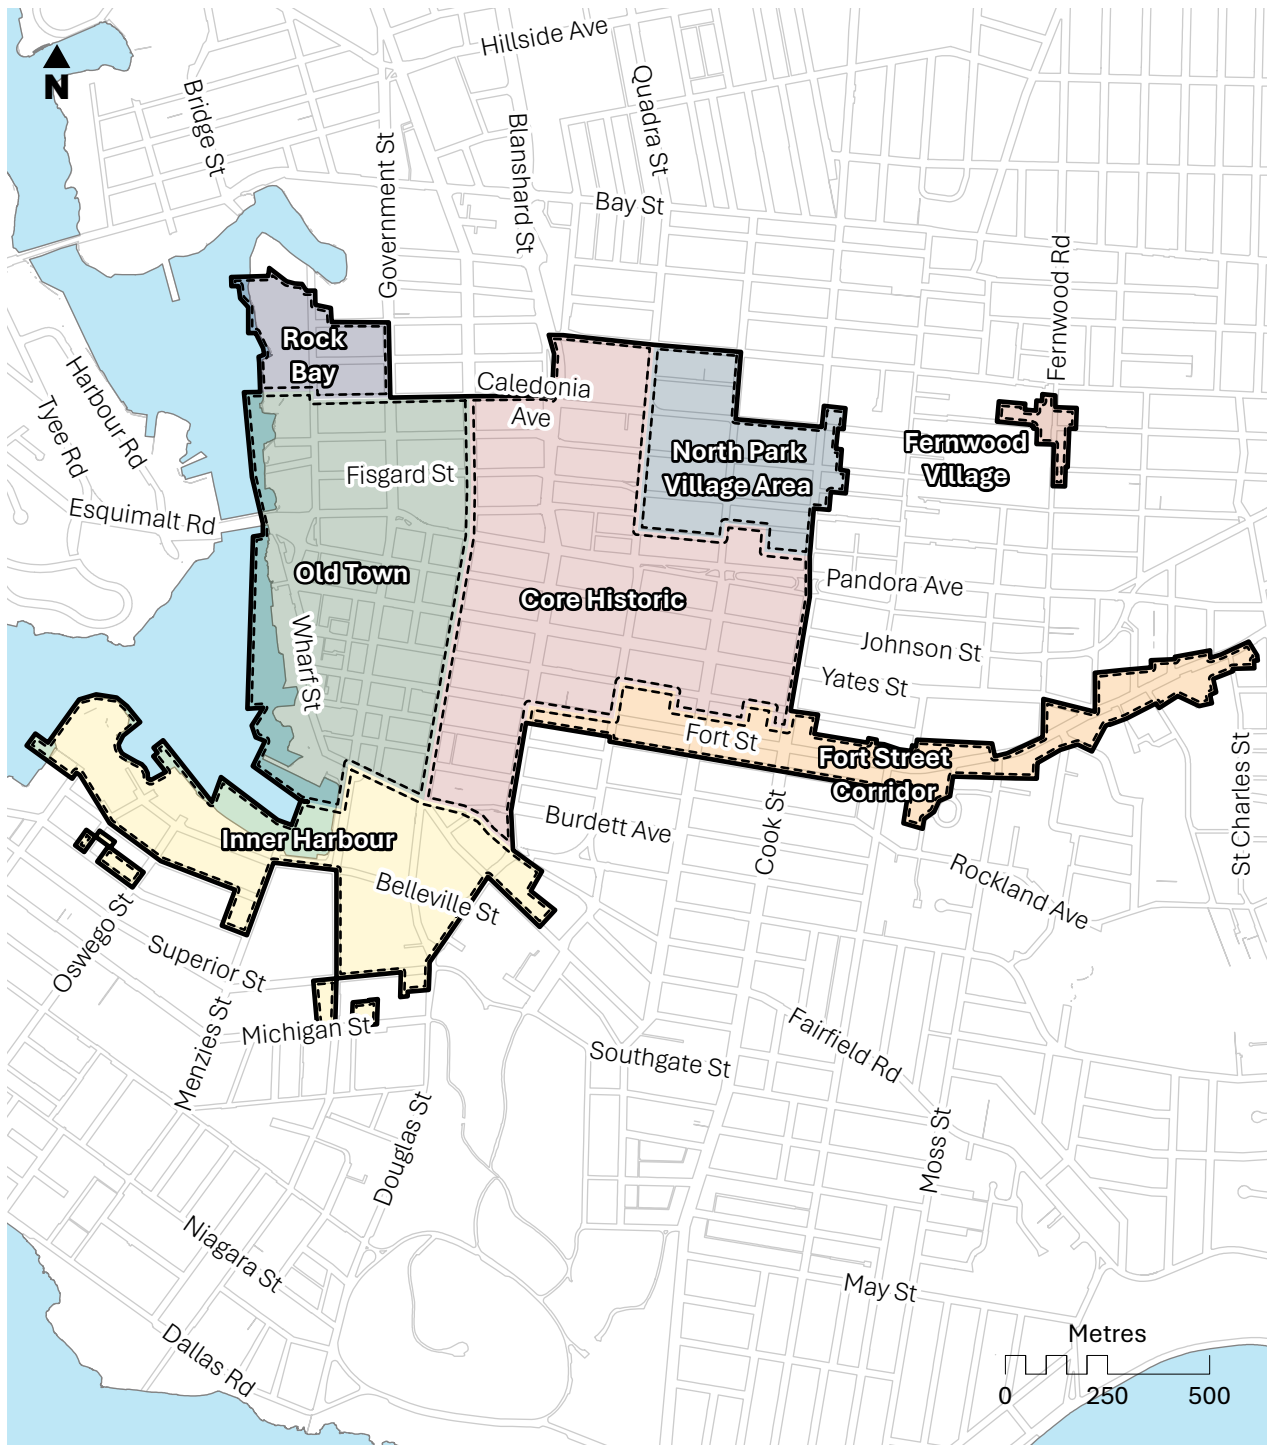 Hillside Ave
N
Bridge St
Quadra St
Blanshard St
Government St
Bay St
Fernwood Rd
Rock
Bay
Harbour Rd
Tyee Rd
Caledonia
Ave
Fisgard St
North Park
Village Area
Fernwood
Village
Esquimalt Rd
Old Town
Core Historic
Pandora Ave
Wharf St
Johnson St
Yates St
Fort St
Fort Street
Corridor
St Charles St
Inner Harbour
Burdett Ave
Cook St
Belleville St
Rockland Ave
Oswego St
Superior St
Menzies St
Michigan St
Fairfield Rd
Southgate St
Douglas St
Moss St
Niagara St
May St
Dallas Rd
Metres
0 250 500